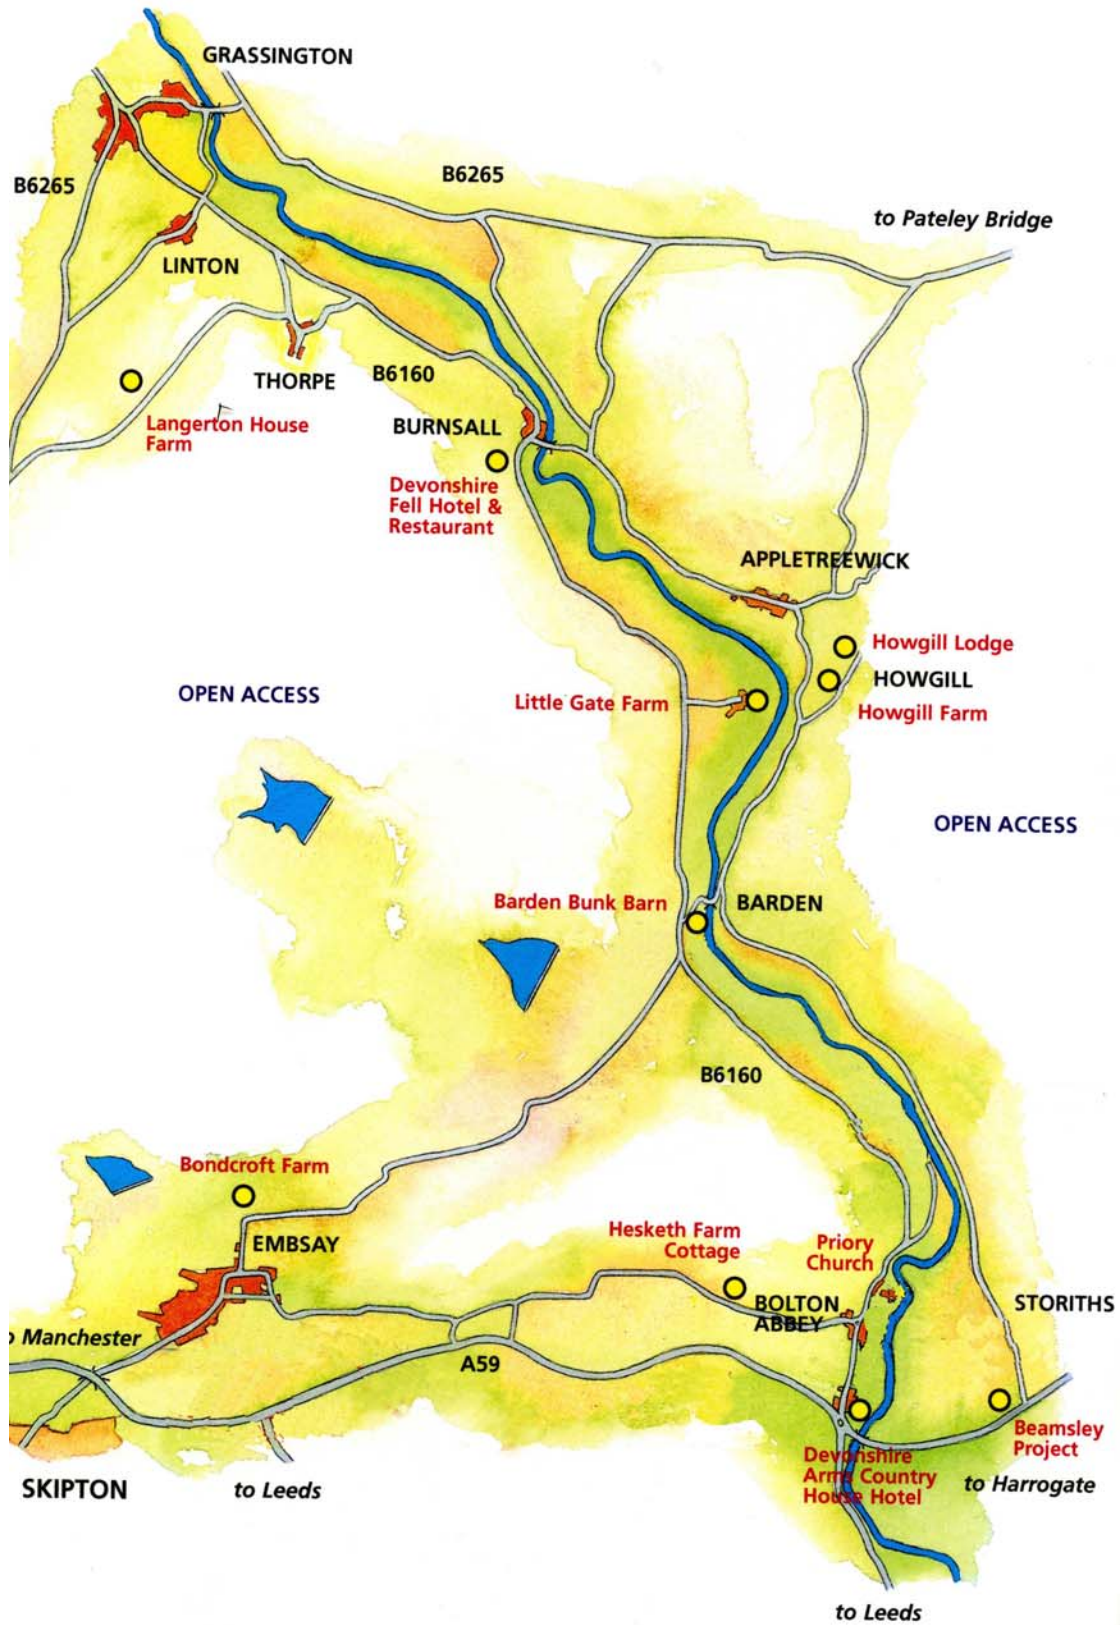 GRASSINGTON
B6265
B6265
to Pateley Bridge
LINTON
THORPE
B6160
Langerton House
Farm
BURNSALL
Devonshire
Fell Hotel &
Restaurant
APPLETREEWICK
Howgill Lodge
HOWGILL
Howgill Farm
OPEN ACCESS
Little Gate Farm
OPEN ACCESS
Barden Bunk Barn
BARDEN
B6160
Bondcroft Farm
EMBSAY
Hesketh Farm
Cottage
Priory
Church
BOLTON
ABBEY
STORITHS
Manchester
A59
Beamsley
Project
Devonshire
Arms Country
House Hotel
to Harrogate
SKIPTON
to Leeds
to Leeds